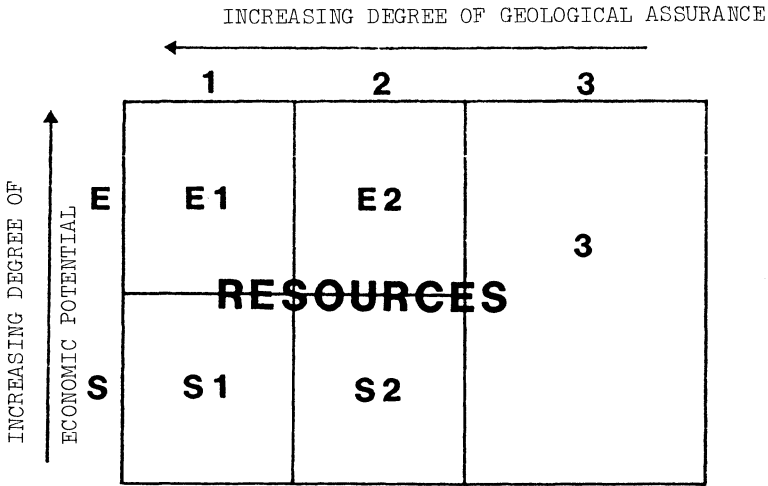 INCREASING DEGREE OF GEOLOGICAL ASSURANCE
1 2 3
INCREASING DEGREE OF
ECONOMIC POTENTIAL
E E1 E2
3
RESOURCES
S S1 S2